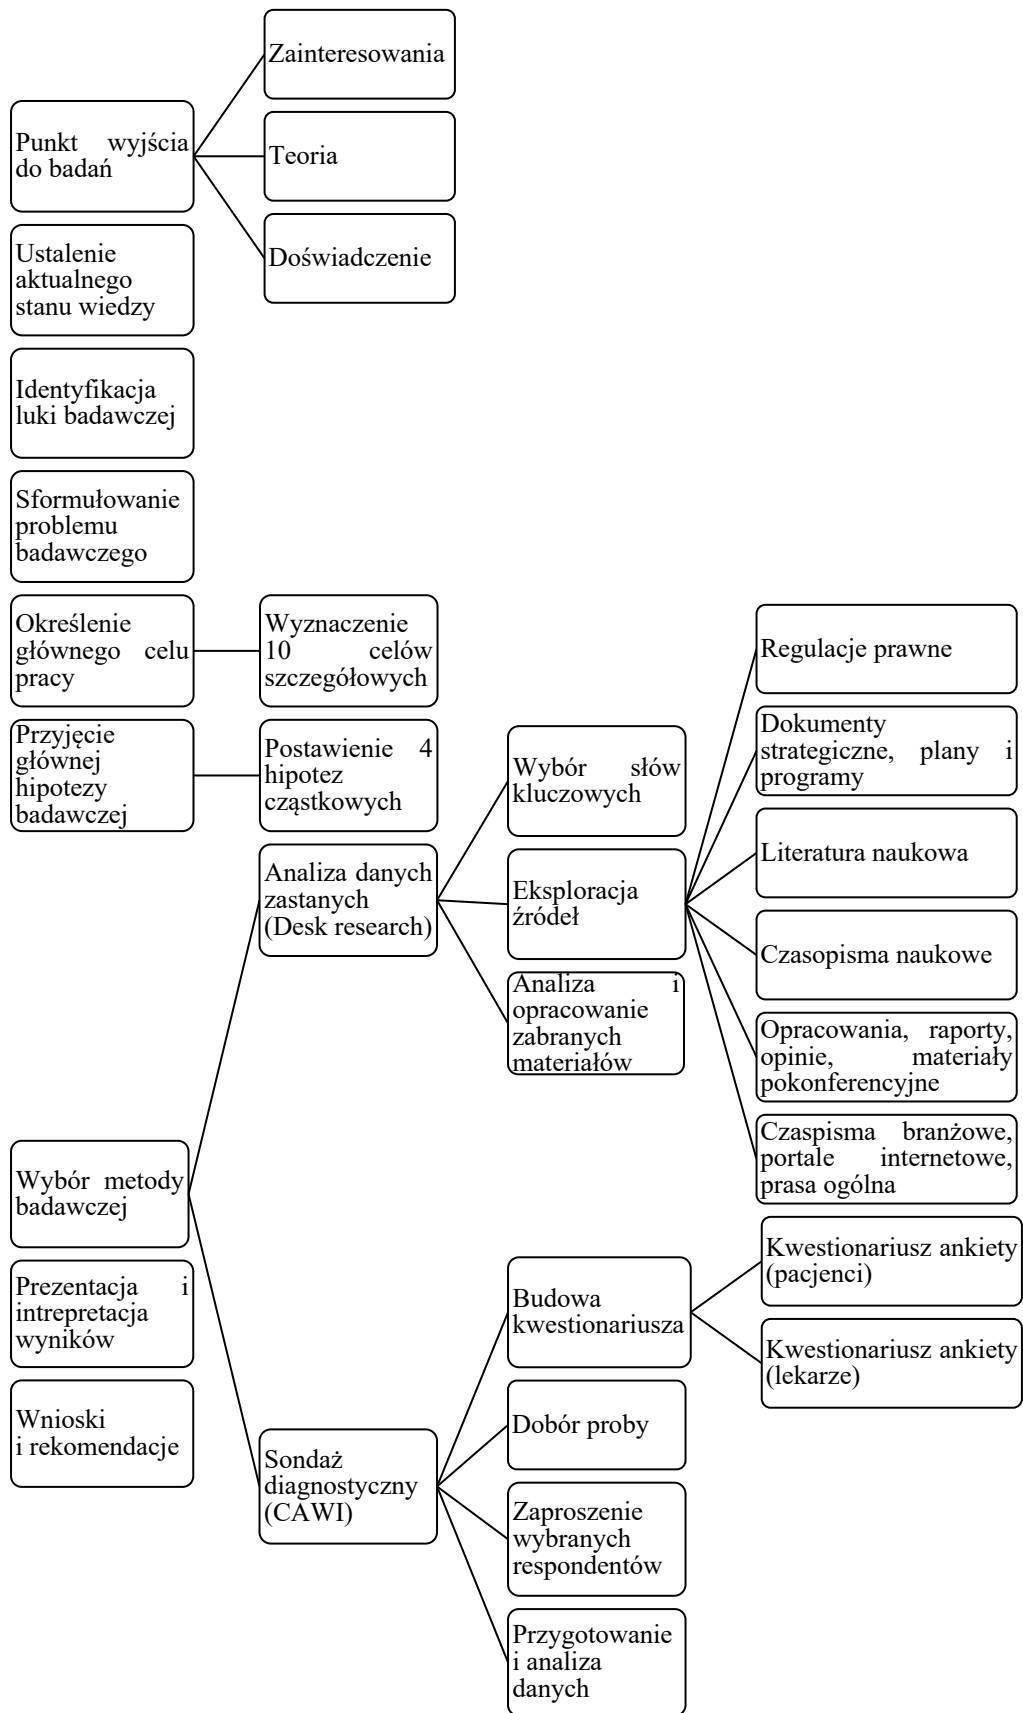 Zainteresowania
Punkt wyjścia
do badań
Teoria
Doświadczenie
Ustalenie
aktualnego
stanu wiedzy
Identyfikacja
luki badawczej
Sformułowanie
problemu
badawczego
Określenie
głównego celu
pracy
Wyznaczenie
10 celów
szczegółowych
Przyjęcie
głównej
hipotezy
badawczej
Postawienie 4
hipotez
cząstkowych
Wybór metody
badawczej
Analiza danych
zastanych
(Desk research)
Wybór słów
kluczowych
Eksploracja
źródeł
Regulacje prawne
Dokumenty
strategiczne, plany i
programy
Literatura naukowa
Czasopisma naukowe
Opracowania, raporty,
opinie, materiały
pokonferencyjne
Czaspisma branżowe,
portale internetowe,
prasa ogólna
Analiza i
opracowanie
zabranych
materiałów
Sondaż
diagnostyczny
(CAWI)
Budowa
kwestionariusza
Kwestionariusz ankiety
(pacjenci)
Kwestionariusz ankiety
(lekarze)
Dobór proby
Zaproszenie
wybranych
respondentów
Przygotowanie
i analiza
danych
Prezentacja i
intrepretacja
wyników
Wnioski
i rekomendacje